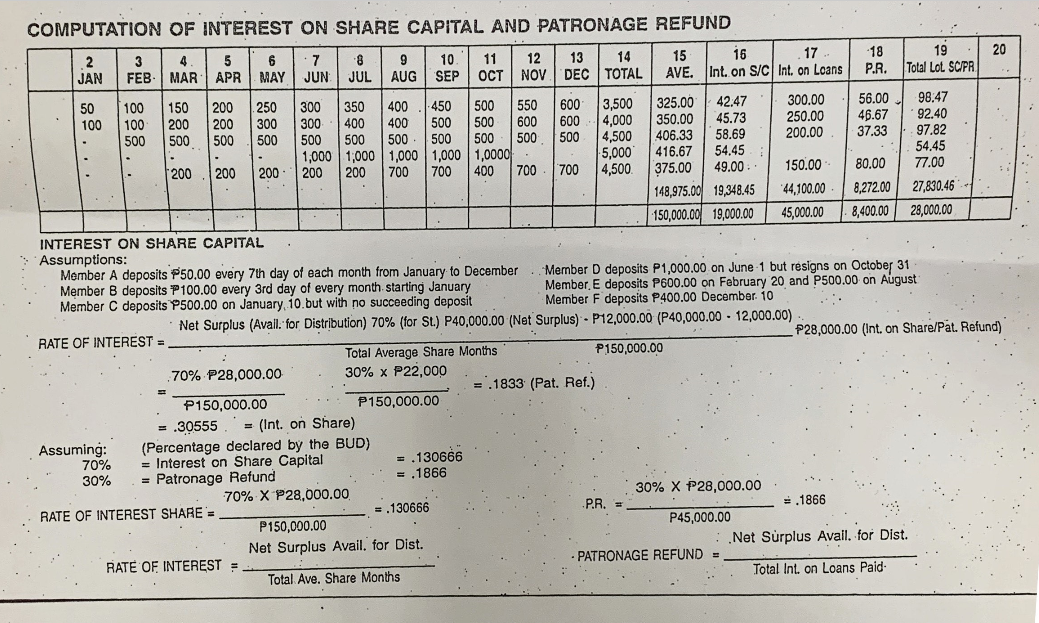 COMPUTATION OF INTEREST ON SHARE CAPITAL AND PATRONAGE REFUND
2 3 4 5 6 7 8 9 10 11 12 13 14 15 16 17 18 19 20
JAN FEB MAR APR MAY JUN JUL AUG SEP OCT NOV DEC TOTAL AVE. Int. on S/C Int. on Loans P.R. Total Lot. SC/PR
50 100 150 200 250 300 350 400 450 500 550 600 3,500 325.00 42.47 300.00 56.00 98.47
100 100 200 200 300 300 400 400 500 500 600 600 4,000 350.00 45.73 250.00 46.67 92.40
- 500 500 500 500 500 500 500 500 500 500 500 4,500 406.33 58.69 200.00 37.33 97.82
- - - - - 1,000 1,000 1,000 1,000 1,0000 5,000 416.67 54.45 54.45
- - 200 200 200 200 200 700 700 400 700 700 4,500 375.00 49.00 150.00 80.00 77.00
148,975.00 19,348.45 44,100.00 8,272.00 27,830.46
150,000.00 19,000.00 45,000.00 8,400.00 28,000.00
INTEREST ON SHARE CAPITAL
Assumptions:
Member A deposits ₱50.00 every 7th day of each month from January to December
Member B deposits ₱100.00 every 3rd day of every month starting January
Member C deposits ₱500.00 on January 10 but with no succeeding deposit
Member D deposits P1,000.00 on June 1 but resigns on October 31
Member E deposits ₱600.00 on February 20 and P500.00 on August
Member F deposits ₱400.00 December 10
Net Surplus (Avail. for Distribution) 70% (for St.) P40,000.00 (Net Surplus) - P12,000.00 (P40,000.00 - 12,000.00)
RATE OF INTEREST = ₱28,000.00 (Int. on Share/Pat. Refund)
Total Average Share Months ₱150,000.00
70% ₱28,000.00 30% x ₱22,000
= = .1833 (Pat. Ref.)
₱150,000.00 ₱150,000.00
= .30555 = (Int. on Share)
Assuming: (Percentage declared by the BUD)
70% = Interest on Share Capital = .130666
30% = Patronage Refund = .1866
70% X ₱28,000.00
RATE OF INTEREST SHARE = = .130666
₱150,000.00
30% X ₱28,000.00
P.R. = = .1866
₱45,000.00
Net Surplus Avail. for Dist.
RATE OF INTEREST =
Total Ave. Share Months
Net Surplus Avail. for Dist.
PATRONAGE REFUND =
Total Int. on Loans Paid